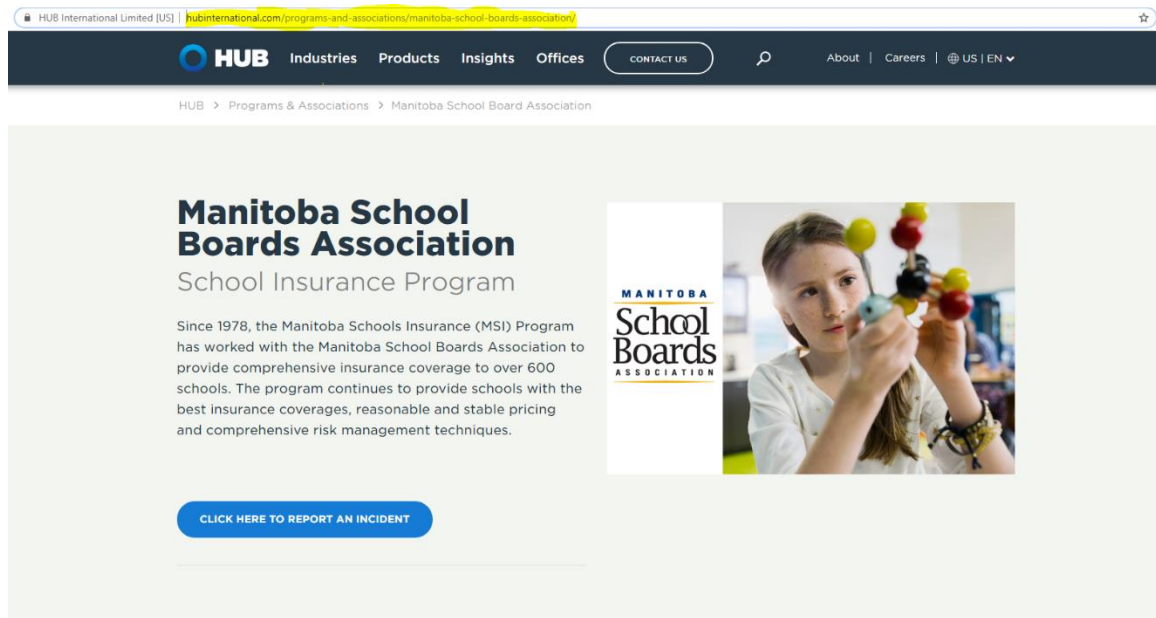 HUB International Limited [US] | hubinternational.com/programs-and-associations/manitoba-school-boards-association/
HUB Industries Products Insights Offices CONTACT US About | Careers | US | EN
HUB > Programs & Associations > Manitoba School Board Association
Manitoba School
Boards Association
School Insurance Program
Since 1978, the Manitoba Schools Insurance (MSI) Program
has worked with the Manitoba School Boards Association to
provide comprehensive insurance coverage to over 600
schools. The program continues to provide schools with the
best insurance coverages, reasonable and stable pricing
and comprehensive risk management techniques.
CLICK HERE TO REPORT AN INCIDENT
MANITOBA
School
Boards
ASSOCIATION